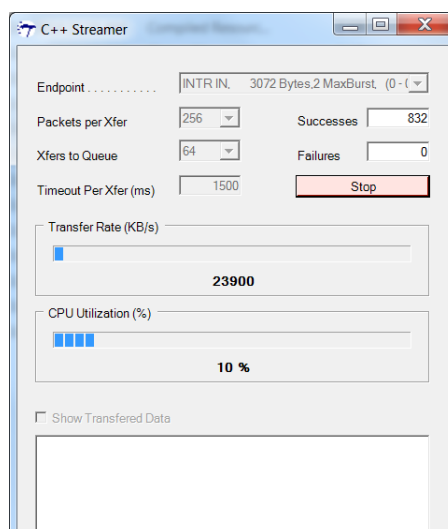 C++ Streamer
Endpoint . . . . . . . . . . . INTR IN, 3072 Bytes,2 MaxBurst, (0 - (
Packets per Xfer 256 Successes 832
Xfers to Queue 64 Failures 0
Timeout Per Xfer (ms) 1500 Stop
Transfer Rate (KB/s)
23900
CPU Utilization (%)
10 %
Show Transfered Data